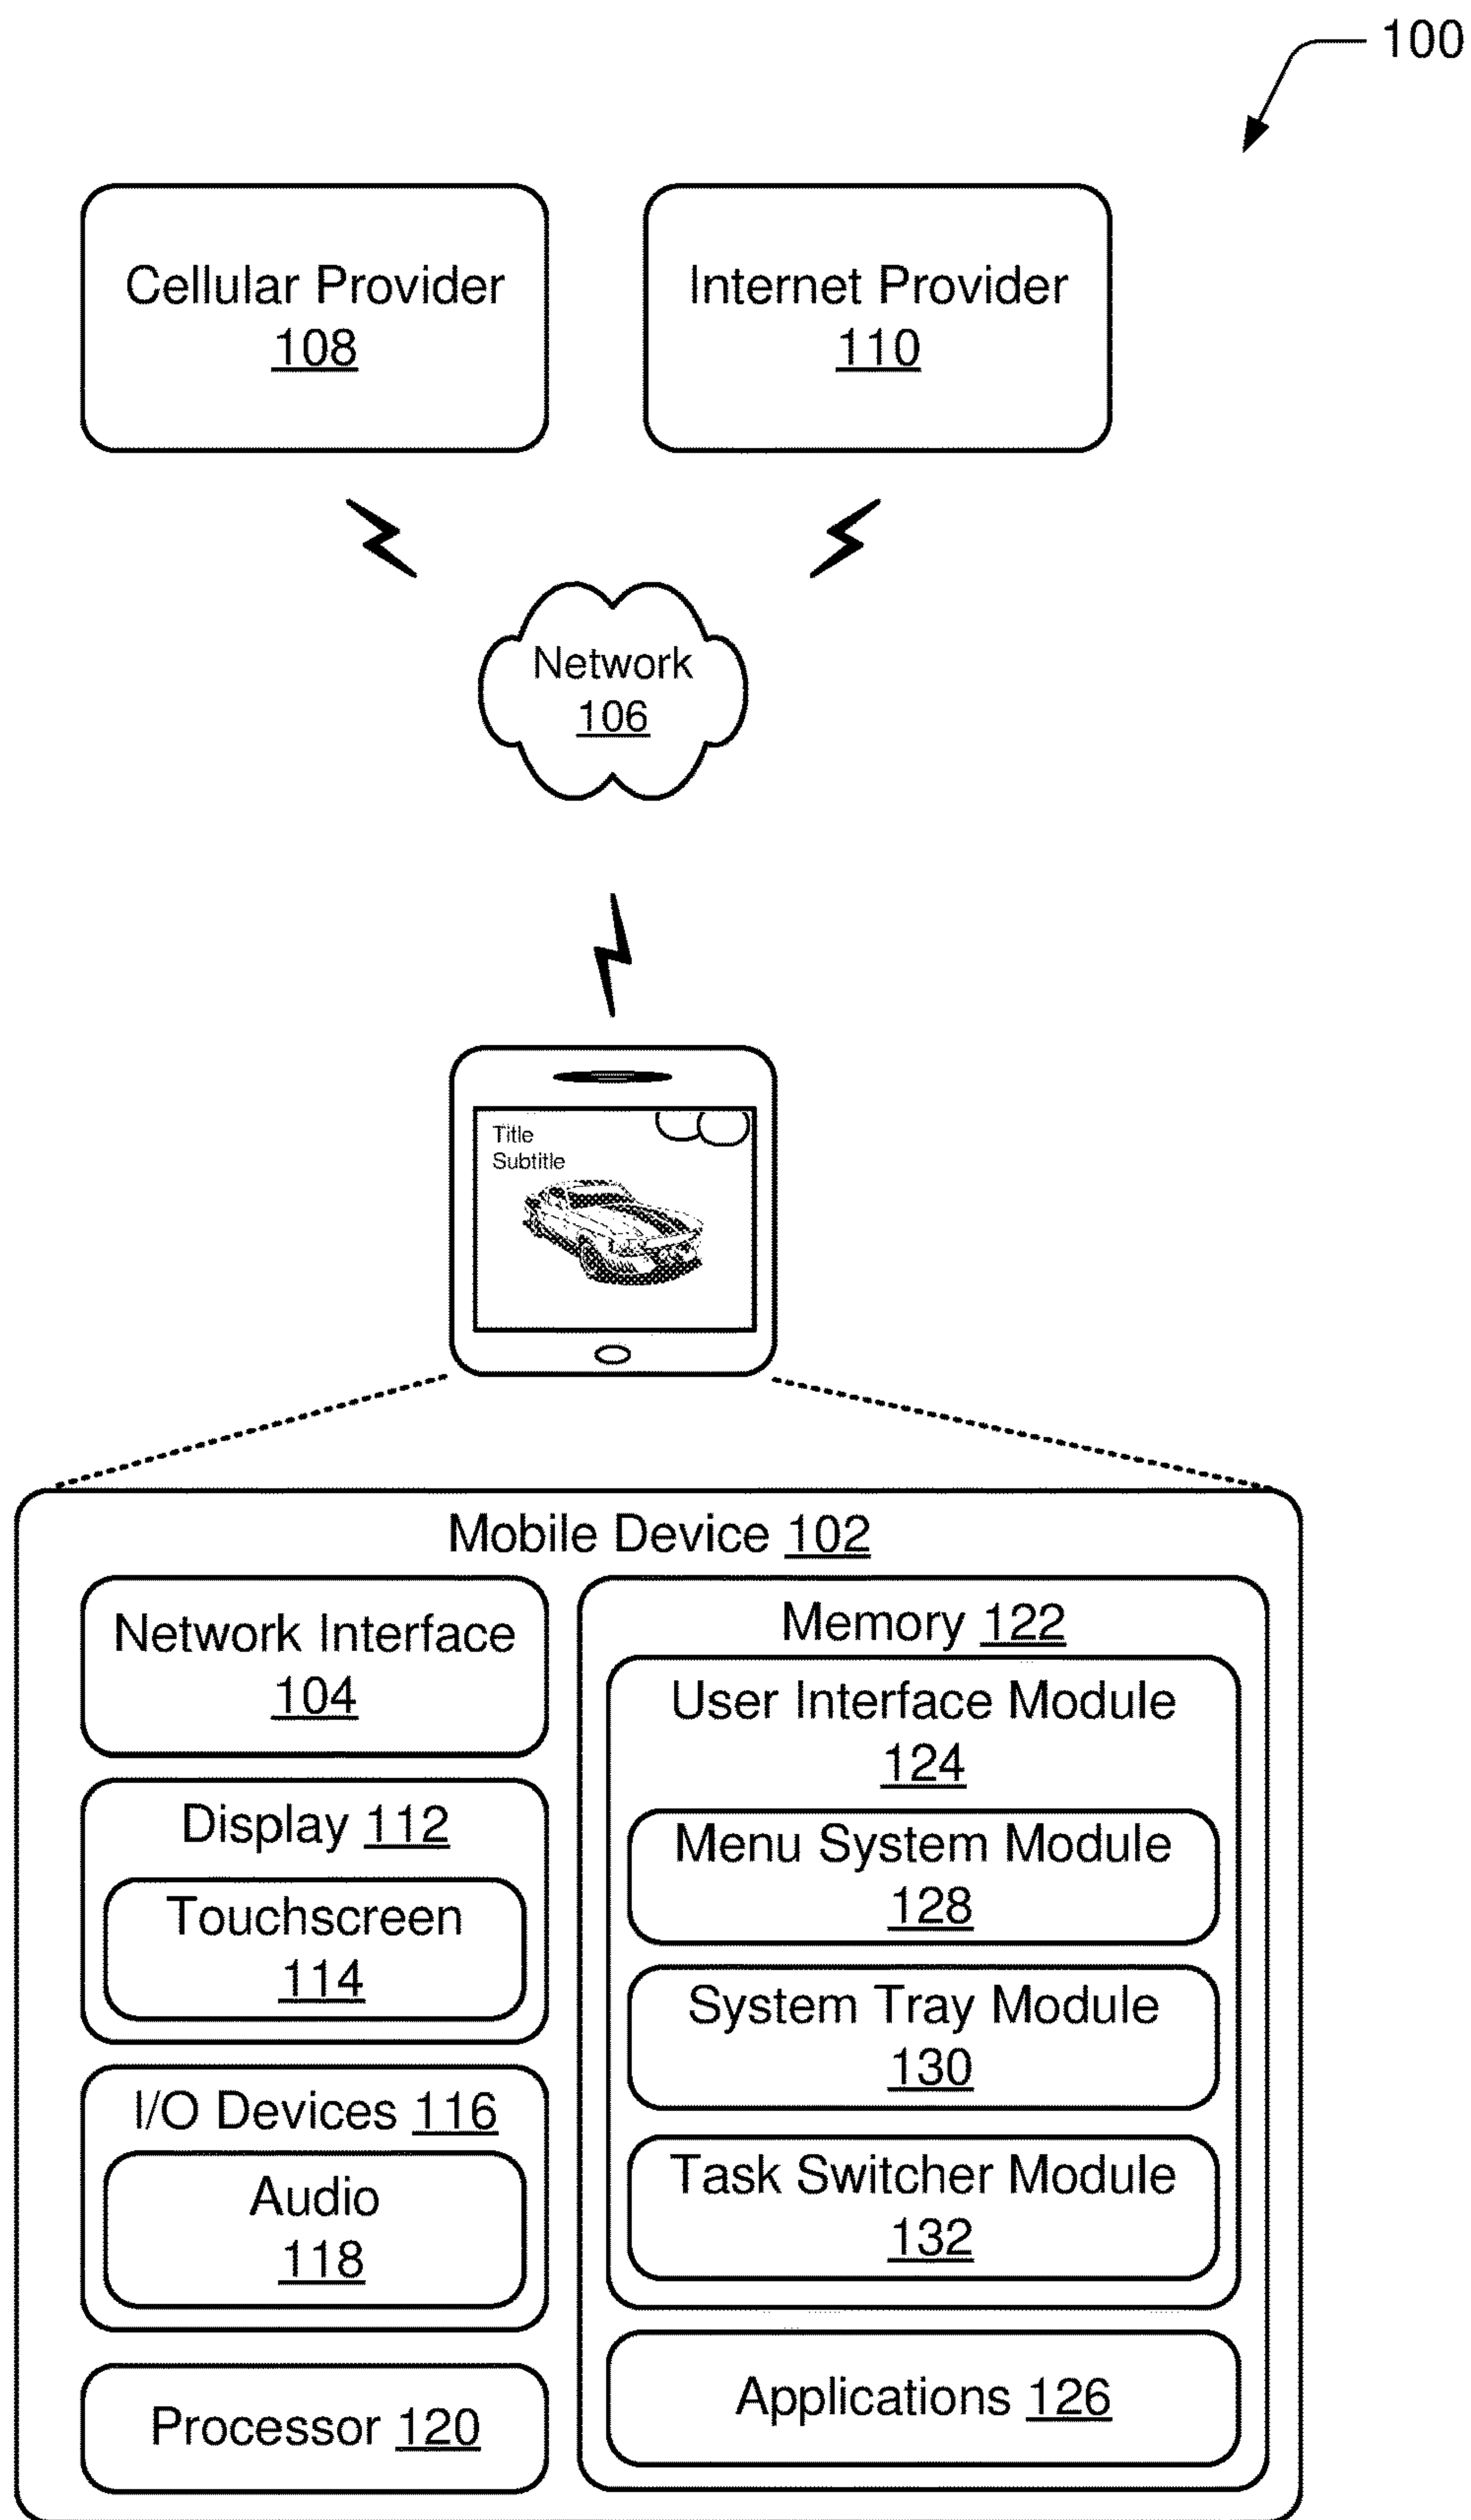 100
Cellular Provider
108
Internet Provider
110
Network
106
Title
Subtitle
Mobile Device 102
Network Interface
104
Display 112
Touchscreen
114
I/O Devices 116
Audio
118
Processor 120
Memory 122
User Interface Module
124
Menu System Module
128
System Tray Module
130
Task Switcher Module
132
Applications 126